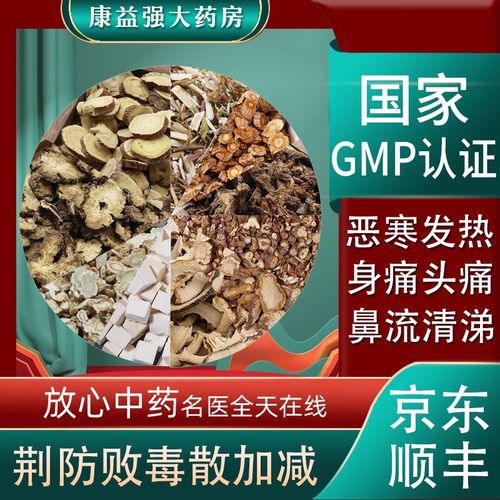 康益强大药房
国家
GMP认证
恶寒发热
身痛头痛
鼻流清涕
放心中药名医全天在线
京东
顺丰
荆防败毒散加减